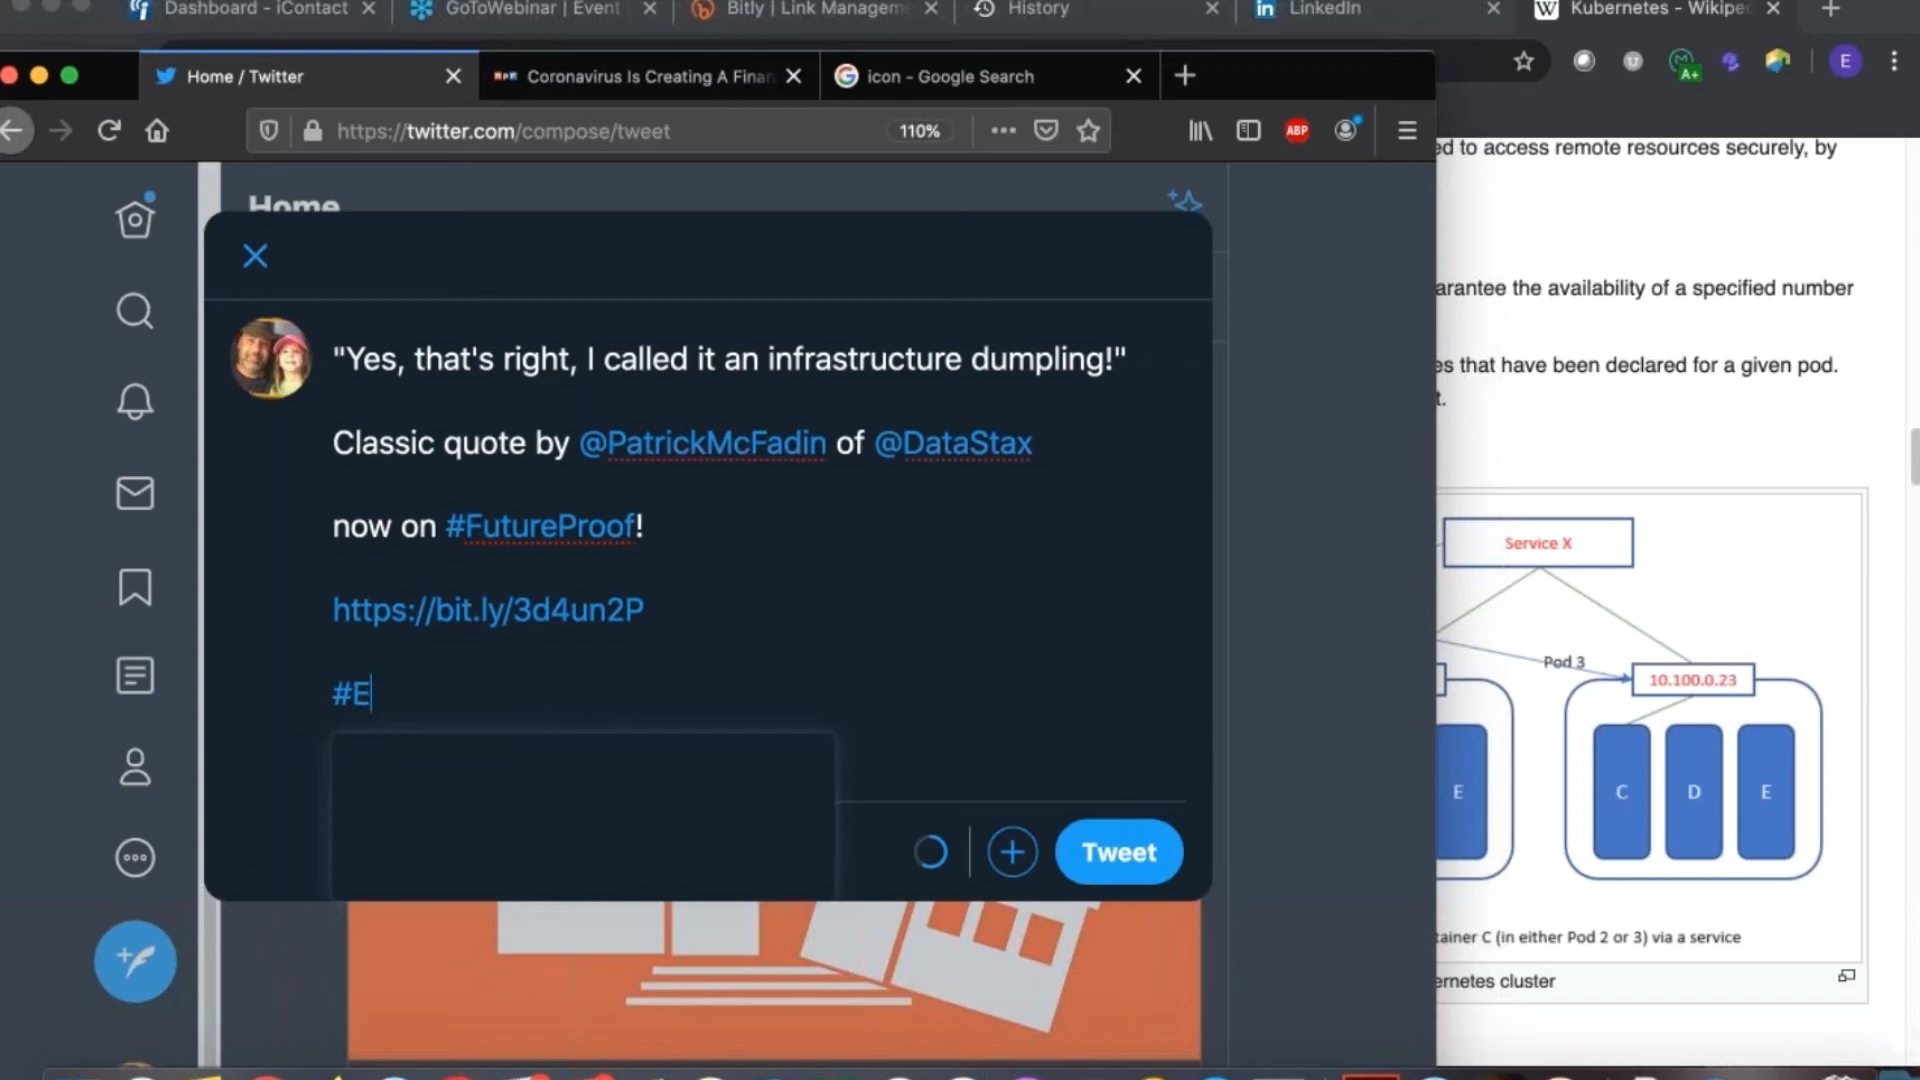 Dashboard - iContact
GoToWebinar | Event
Bitly | Link Managem
History
LinkedIn
Kubernetes - Wikipe
Home / Twitter
Coronavirus Is Creating A Finan
icon - Google Search
A+
E
https://twitter.com/compose/tweet
110%
ABP
ed to access remote resources securely, by
Home
"Yes, that's right, I called it an infrastructure dumpling!"
Classic quote by @PatrickMcFadin of @DataStax
now on #FutureProof!
https://bit.ly/3d4un2P
#E
Tweet
arantee the availability of a specified number
es that have been declared for a given pod.
t.
Service X
Pod 3
10.100.0.23
E
C
D
E
tainer C (in either Pod 2 or 3) via a service
ernetes cluster